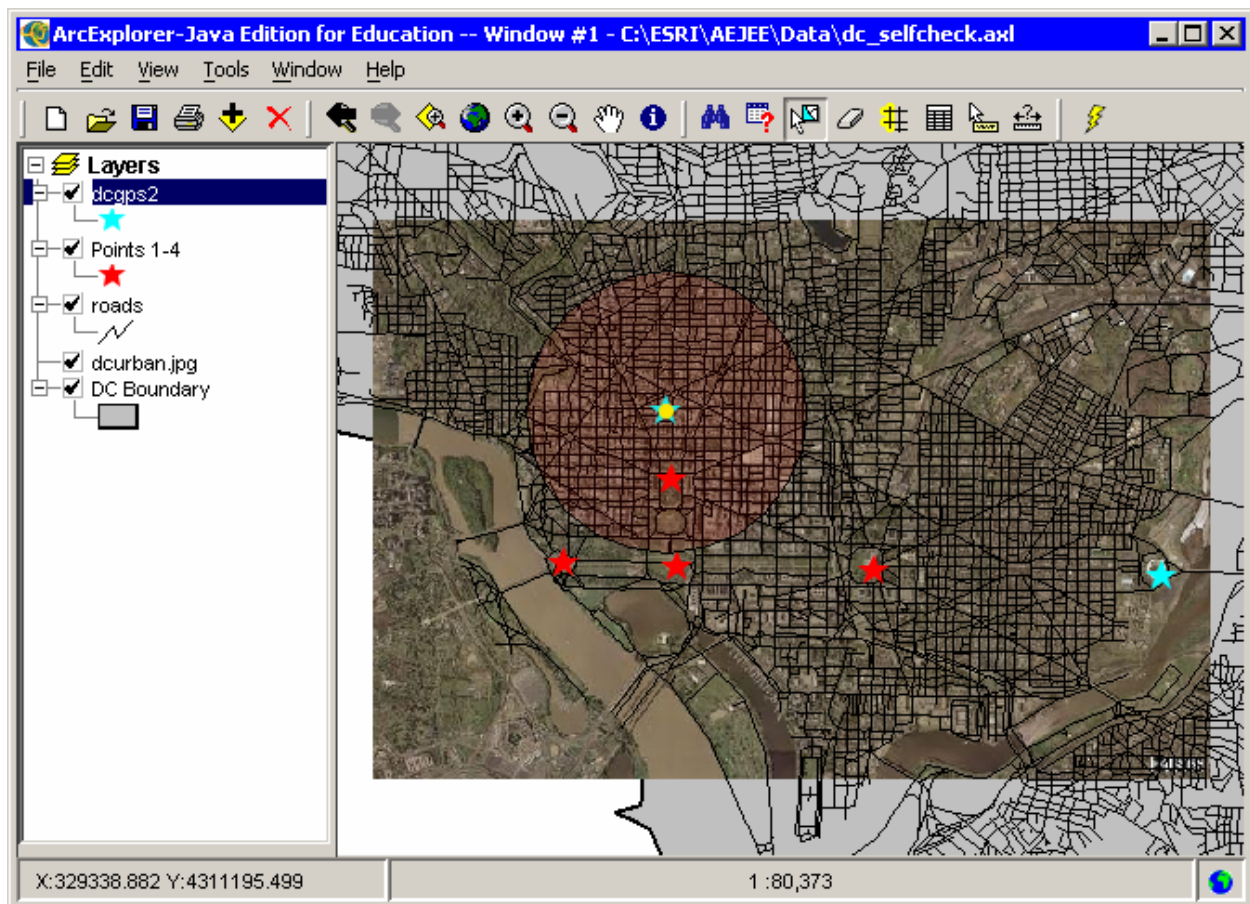 ArcExplorer-Java Edition for Education -- Window #1 - C:\ESRI\AEJEE\Data\dc_selfcheck.axl
File Edit View Tools Window Help
Layers
dcgps2
Points 1-4
roads
dcurban.jpg
DC Boundary
X:329338.882 Y:4311195.499
1 :80,373